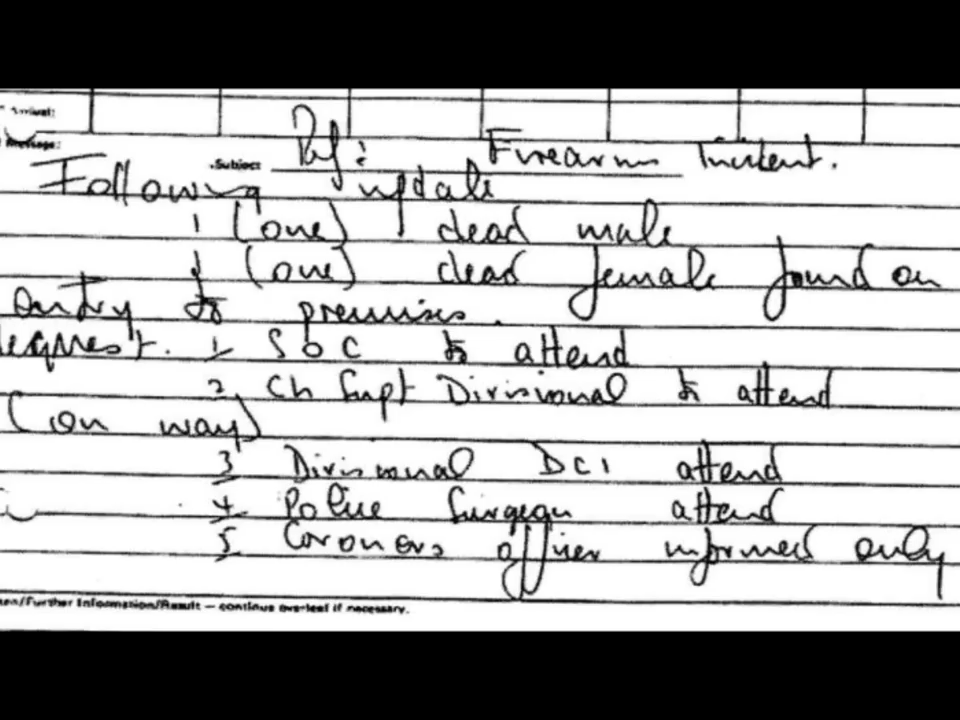 Arrival:
Message:
Subject Ref: Firearms Incident.
Following update
1 (one) dead male
1 (one) dead female found on
entry to premises.
request. 1 SOC to attend
2 Ch Supt Divisional to attend
(on way)
3 Divisional DCI attend
4 Police Surgeon attend
5 Coroners officer informed only
/Further Information/Result — continue overleaf if necessary.